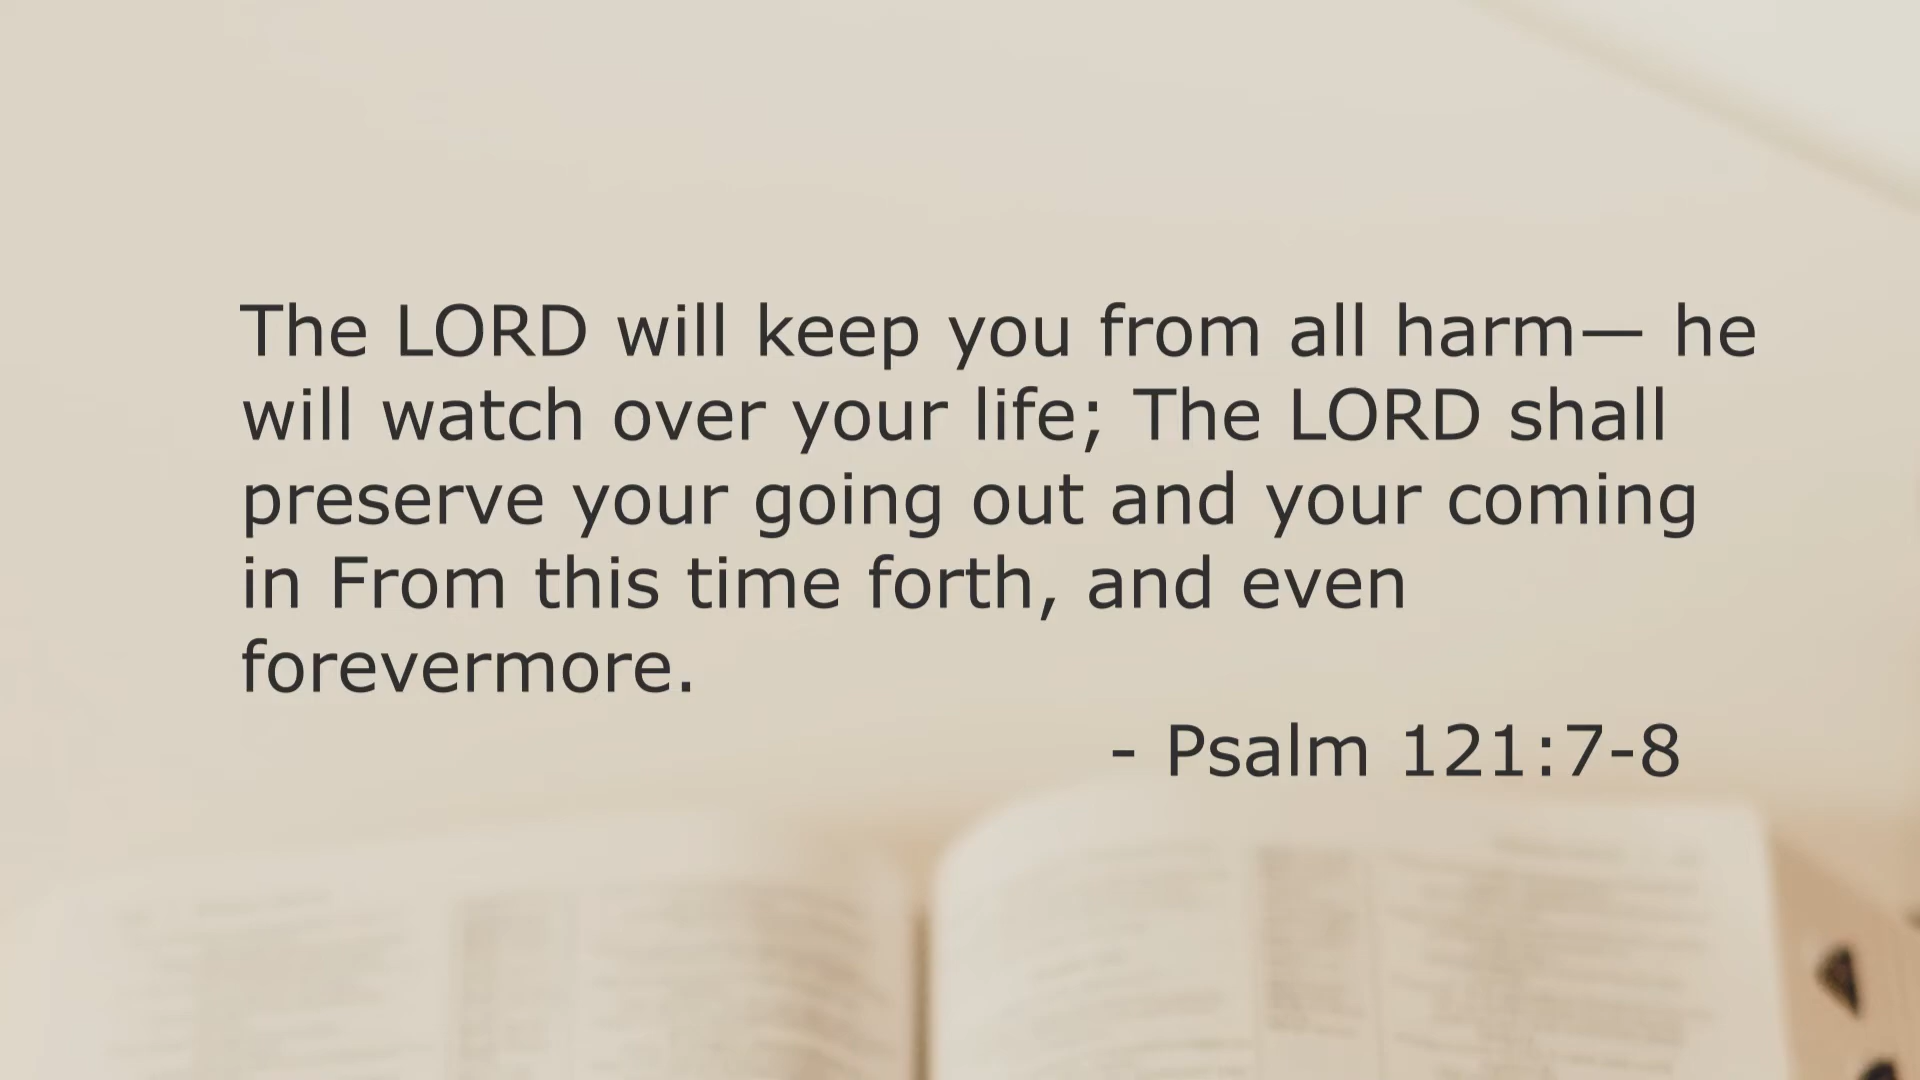 The LORD will keep you from all harm— he
will watch over your life; The LORD shall
preserve your going out and your coming
in From this time forth, and even
forevermore.
- Psalm 121:7-8